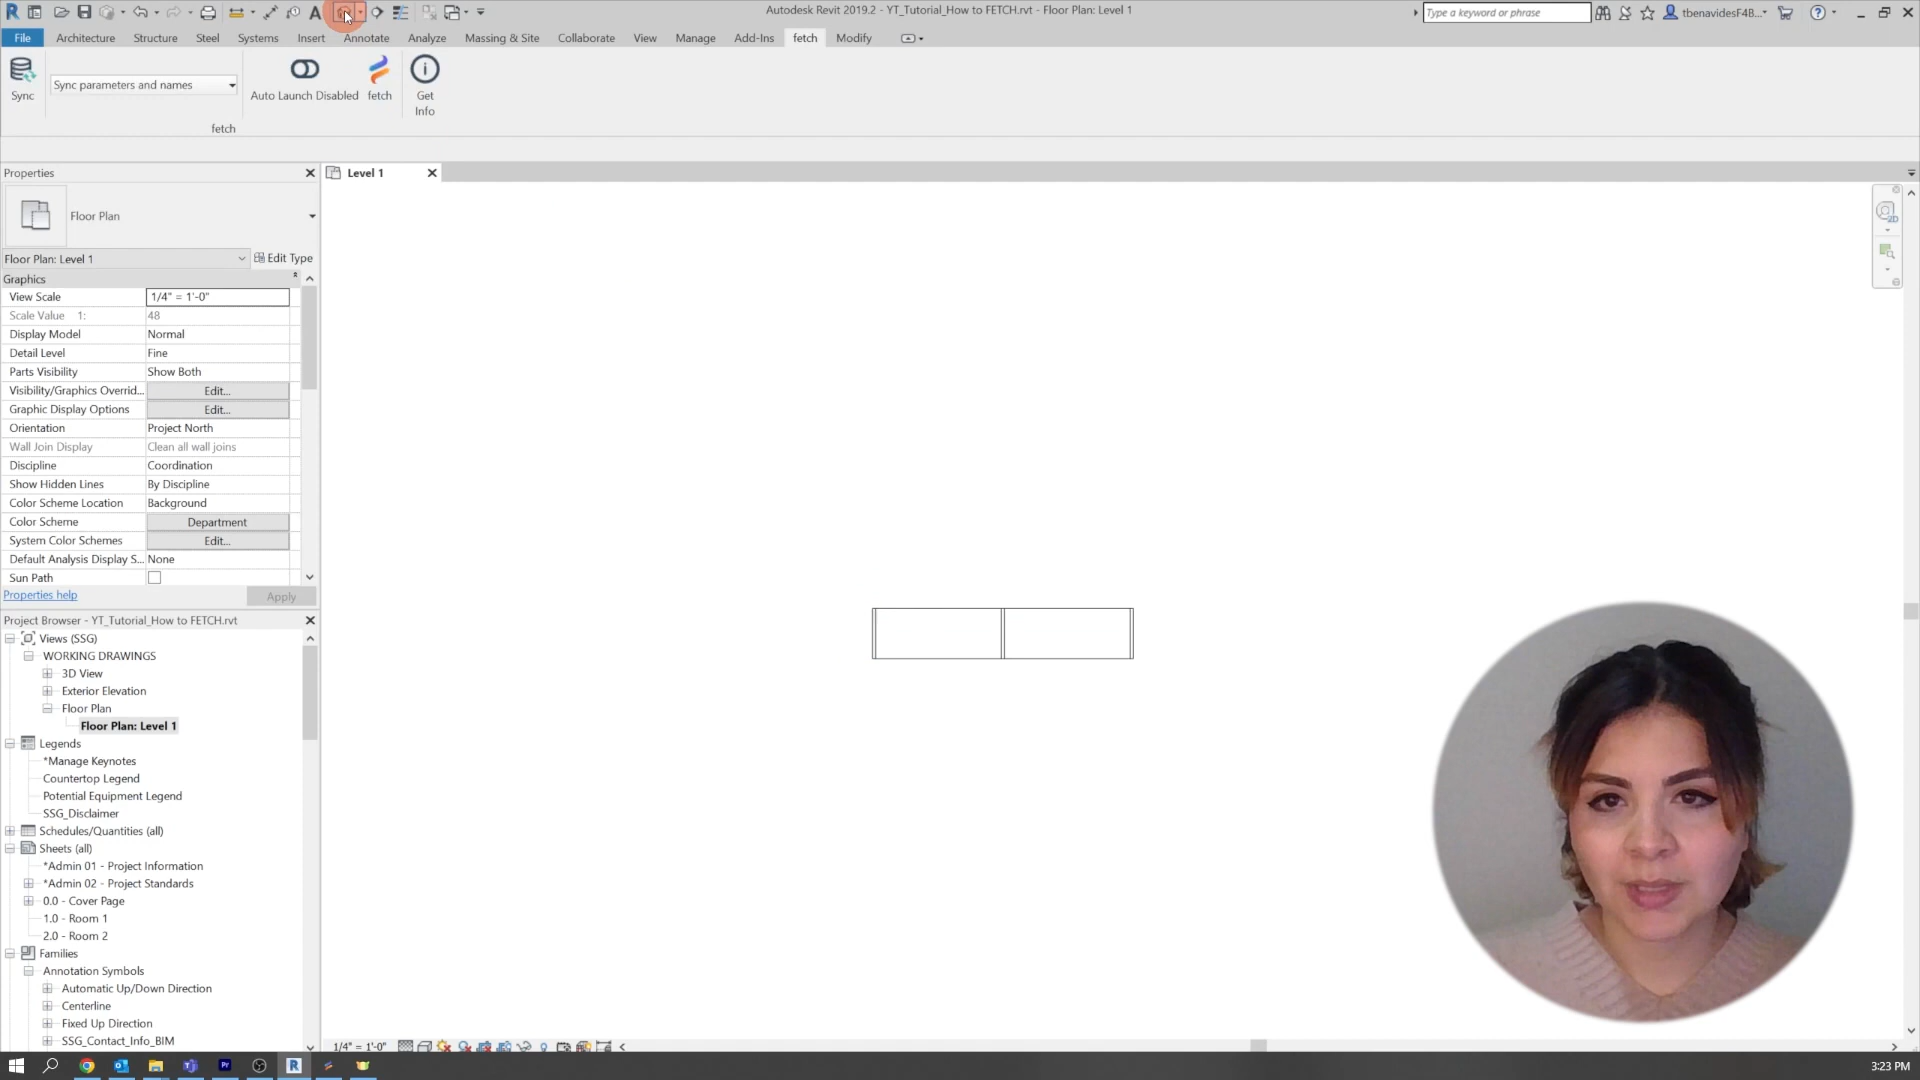 Autodesk Revit 2019.2 - YT_Tutorial_How to FETCH.rvt - Floor Plan: Level 1
Type a keyword or phrase
tbenavidesF4B...
File Architecture Structure Steel Systems Insert Annotate Analyze Massing & Site Collaborate View Manage Add-Ins fetch Modify
Sync
Sync parameters and names
Auto Launch Disabled
fetch
Get
Info
fetch
Properties
Level 1
Floor Plan
Floor Plan: Level 1
Edit Type
Graphics
View Scale 1/4" = 1'-0"
Scale Value 1: 48
Display Model Normal
Detail Level Fine
Parts Visibility Show Both
Visibility/Graphics Overrid... Edit...
Graphic Display Options Edit...
Orientation Project North
Wall Join Display Clean all wall joins
Discipline Coordination
Show Hidden Lines By Discipline
Color Scheme Location Background
Color Scheme Department
System Color Schemes Edit...
Default Analysis Display S... None
Sun Path
Properties help Apply
Project Browser - YT_Tutorial_How to FETCH.rvt
Views (SSG)
WORKING DRAWINGS
3D View
Exterior Elevation
Floor Plan
Floor Plan: Level 1
Legends
*Manage Keynotes
Countertop Legend
Potential Equipment Legend
SSG_Disclaimer
Schedules/Quantities (all)
Sheets (all)
*Admin 01 - Project Information
*Admin 02 - Project Standards
0.0 - Cover Page
1.0 - Room 1
2.0 - Room 2
Families
Annotation Symbols
Automatic Up/Down Direction
Centerline
Fixed Up Direction
SSG_Contact_Info_BIM
1/4" = 1'-0"
3:23 PM